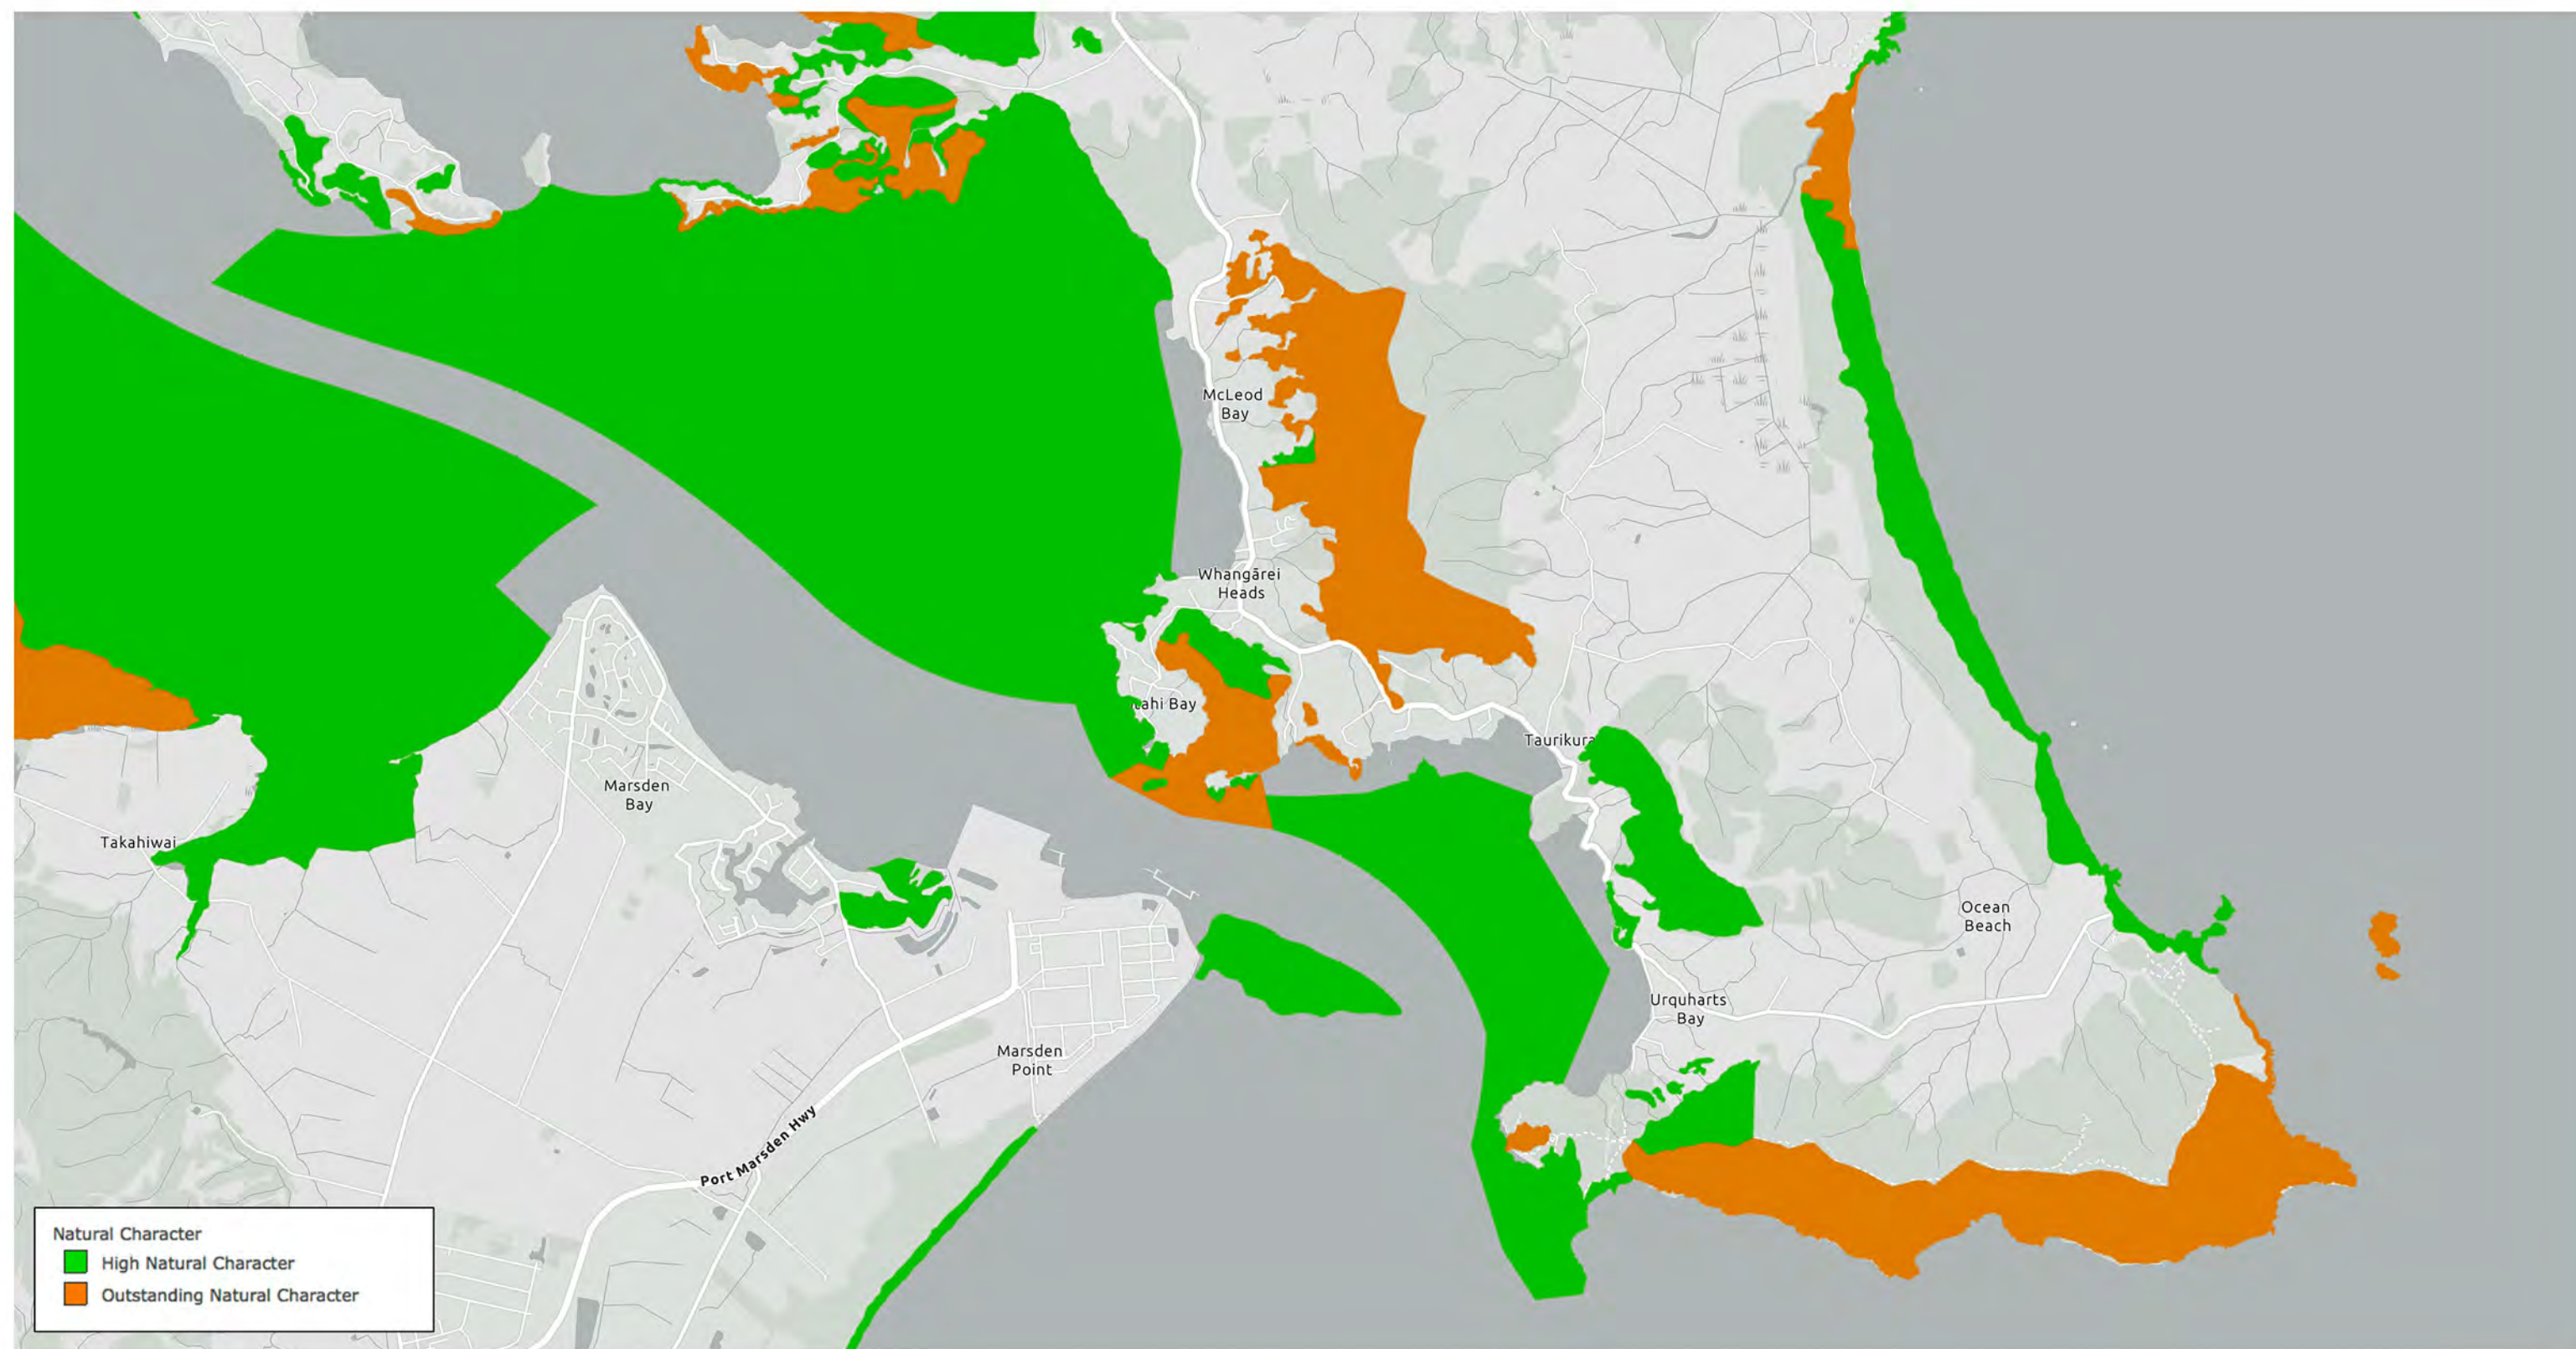 McLeod
Bay
Whangārei
Heads
tahi Bay
Taurikura
Marsden
Bay
Takahiwai
Ocean
Beach
Urquharts
Bay
Marsden
Point
Port Marsden Hwy
Natural Character
High Natural Character
Outstanding Natural Character